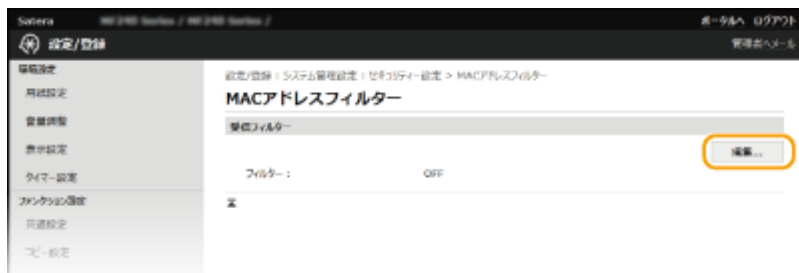 Satera MF240 Series / MF240 Series / ポータルへ ログアウト
設定/登録 管理者へメール
環境設定
用紙設定
音量調整
表示設定
タイマー設定
ファンクション設定
共通設定
コピー設定
設定/登録 : システム管理設定 : セキュリティー設定 > MACアドレスフィルター
MACアドレスフィルター
受信フィルター
編集...
フィルター : OFF